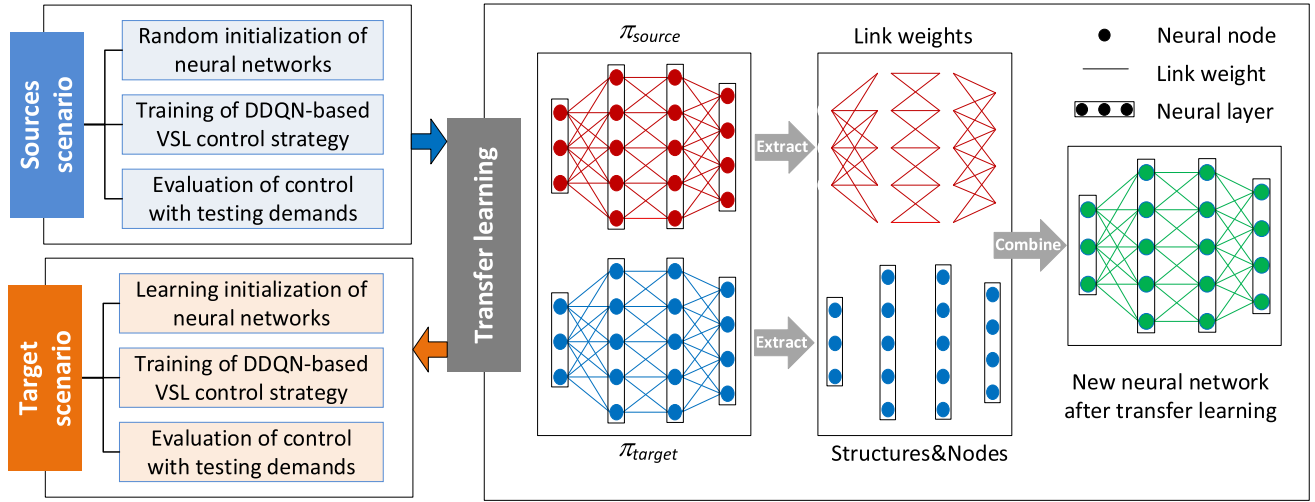 Sources
scenario
Random initialization of
neural networks
Training of DDQN-based
VSL control strategy
Evaluation of control
with testing demands
Target
scenario
Learning initialization of
neural networks
Training of DDQN-based
VSL control strategy
Evaluation of control
with testing demands
Transfer learning
πsource
πtarget
Extract
Extract
Link weights
Structures&Nodes
Combine
Neural node
Link weight
Neural layer
New neural network
after transfer learning